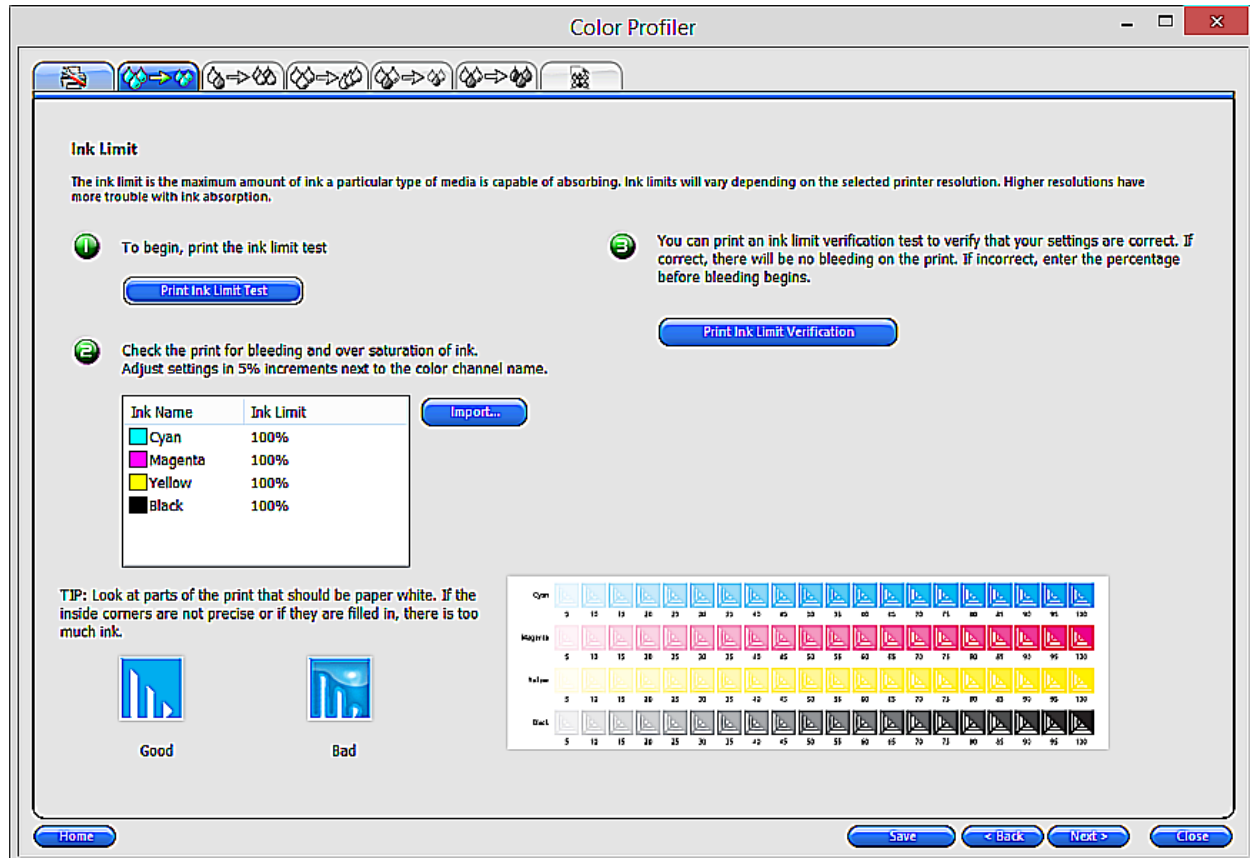 Color Profiler
Ink Limit
The ink limit is the maximum amount of ink a particular type of media is capable of absorbing. Ink limits will vary depending on the selected printer resolution. Higher resolutions have
more trouble with ink absorption.
1
To begin, print the ink limit test
Print Ink Limit Test
2
Check the print for bleeding and over saturation of ink.
Adjust settings in 5% increments next to the color channel name.
Ink Name Ink Limit
Cyan 100%
Magenta 100%
Yellow 100%
Black 100%
Import...
TIP: Look at parts of the print that should be paper white. If the
inside corners are not precise or if they are filled in, there is too
much ink.
Good
Bad
3
You can print an ink limit verification test to verify that your settings are correct. If
correct, there will be no bleeding on the print. If incorrect, enter the percentage
before bleeding begins.
Print Ink Limit Verification
Cyan
Magenta
Yellow
Black
Home
Save
< Back
Next >
Close